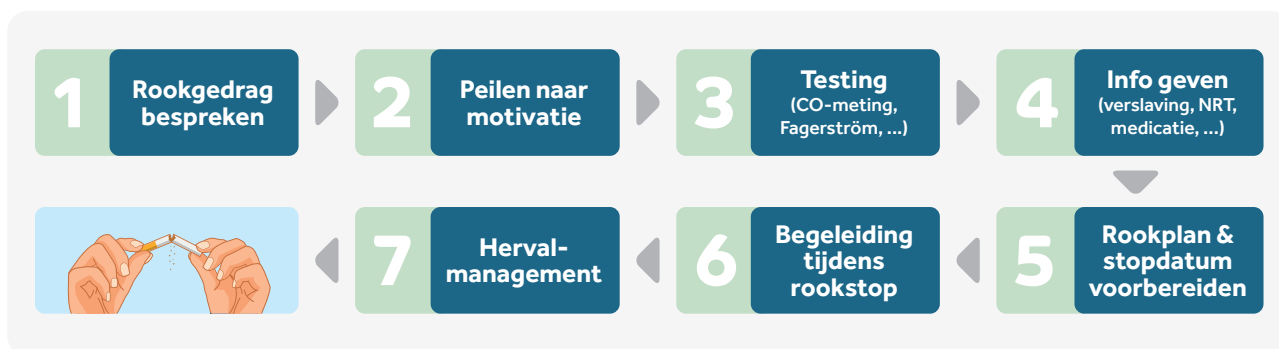 1
Rookgedrag
bespreken
2
Peilen naar
motivatie
3
Testing
(CO-meting,
Fagerström, ...)
4
Info geven
(verslaving, NRT,
medicatie, ...)
5
Rookplan &
stopdatum
voorbereiden
6
Begeleiding
tijdens
rookstop
7
Herval-
management